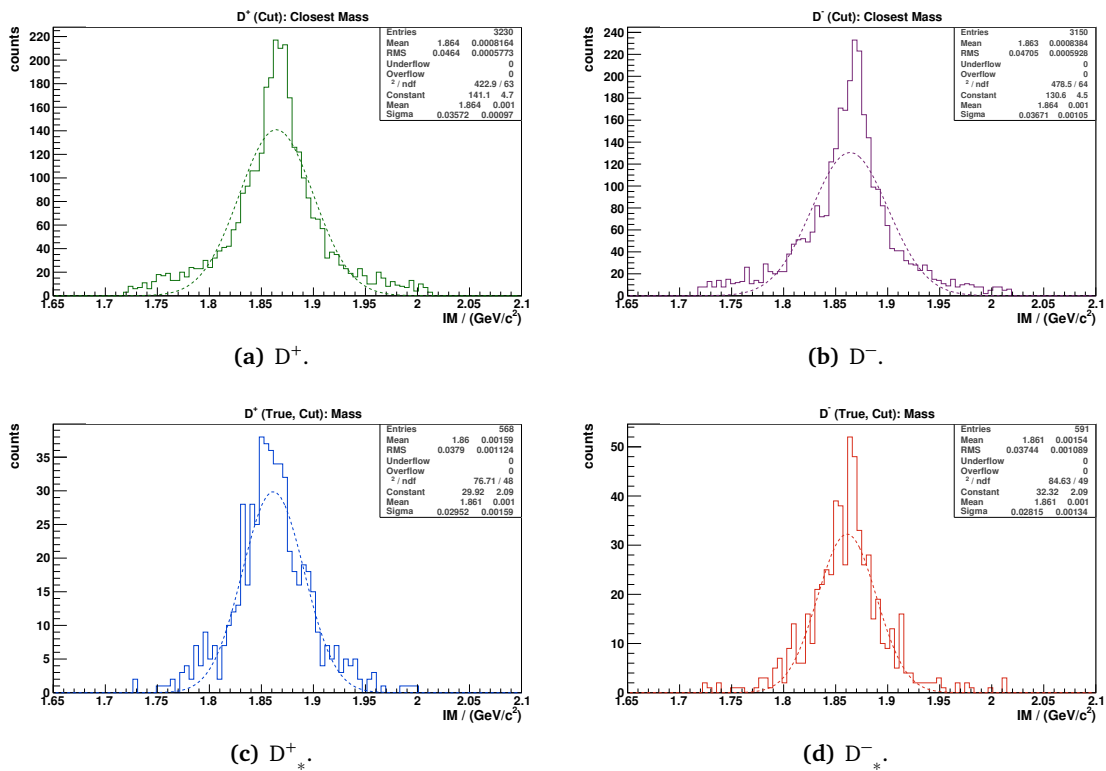 D⁺ (Cut): Closest Mass
counts
220
200
180
160
140
120
100
80
60
40
20
0
1.65 1.7 1.75 1.8 1.85 1.9 1.95 2 2.05 2.1
IM / (GeV/c²)
Entries 3230
Mean 1.864 0.0008164
RMS 0.0464 0.0005773
Underflow 0
Overflow 0
² / ndf 422.9 / 63
Constant 141.1 4.7
Mean 1.864 0.001
Sigma 0.03572 0.00097
(a) D⁺.
D⁻ (Cut): Closest Mass
counts
240
220
200
180
160
140
120
100
80
60
40
20
0
1.65 1.7 1.75 1.8 1.85 1.9 1.95 2 2.05 2.1
IM / (GeV/c²)
Entries 3150
Mean 1.863 0.0008384
RMS 0.04705 0.0005928
Underflow 0
Overflow 0
² / ndf 478.5 / 64
Constant 130.6 4.5
Mean 1.864 0.001
Sigma 0.03671 0.00105
(b) D⁻.
D⁺ (True, Cut): Mass
counts
35
30
25
20
15
10
5
0
1.65 1.7 1.75 1.8 1.85 1.9 1.95 2 2.05 2.1
IM / (GeV/c²)
Entries 568
Mean 1.86 0.00159
RMS 0.0379 0.001124
Underflow 0
Overflow 0
² / ndf 76.71 / 48
Constant 29.92 2.09
Mean 1.861 0.001
Sigma 0.02952 0.00159
(c) D⁺*.
D⁻ (True, Cut): Mass
counts
50
40
30
20
10
0
1.65 1.7 1.75 1.8 1.85 1.9 1.95 2 2.05 2.1
IM / (GeV/c²)
Entries 591
Mean 1.861 0.00154
RMS 0.03744 0.001089
Underflow 0
Overflow 0
² / ndf 84.63 / 49
Constant 32.32 2.09
Mean 1.861 0.001
Sigma 0.02815 0.00134
(d) D⁻*.